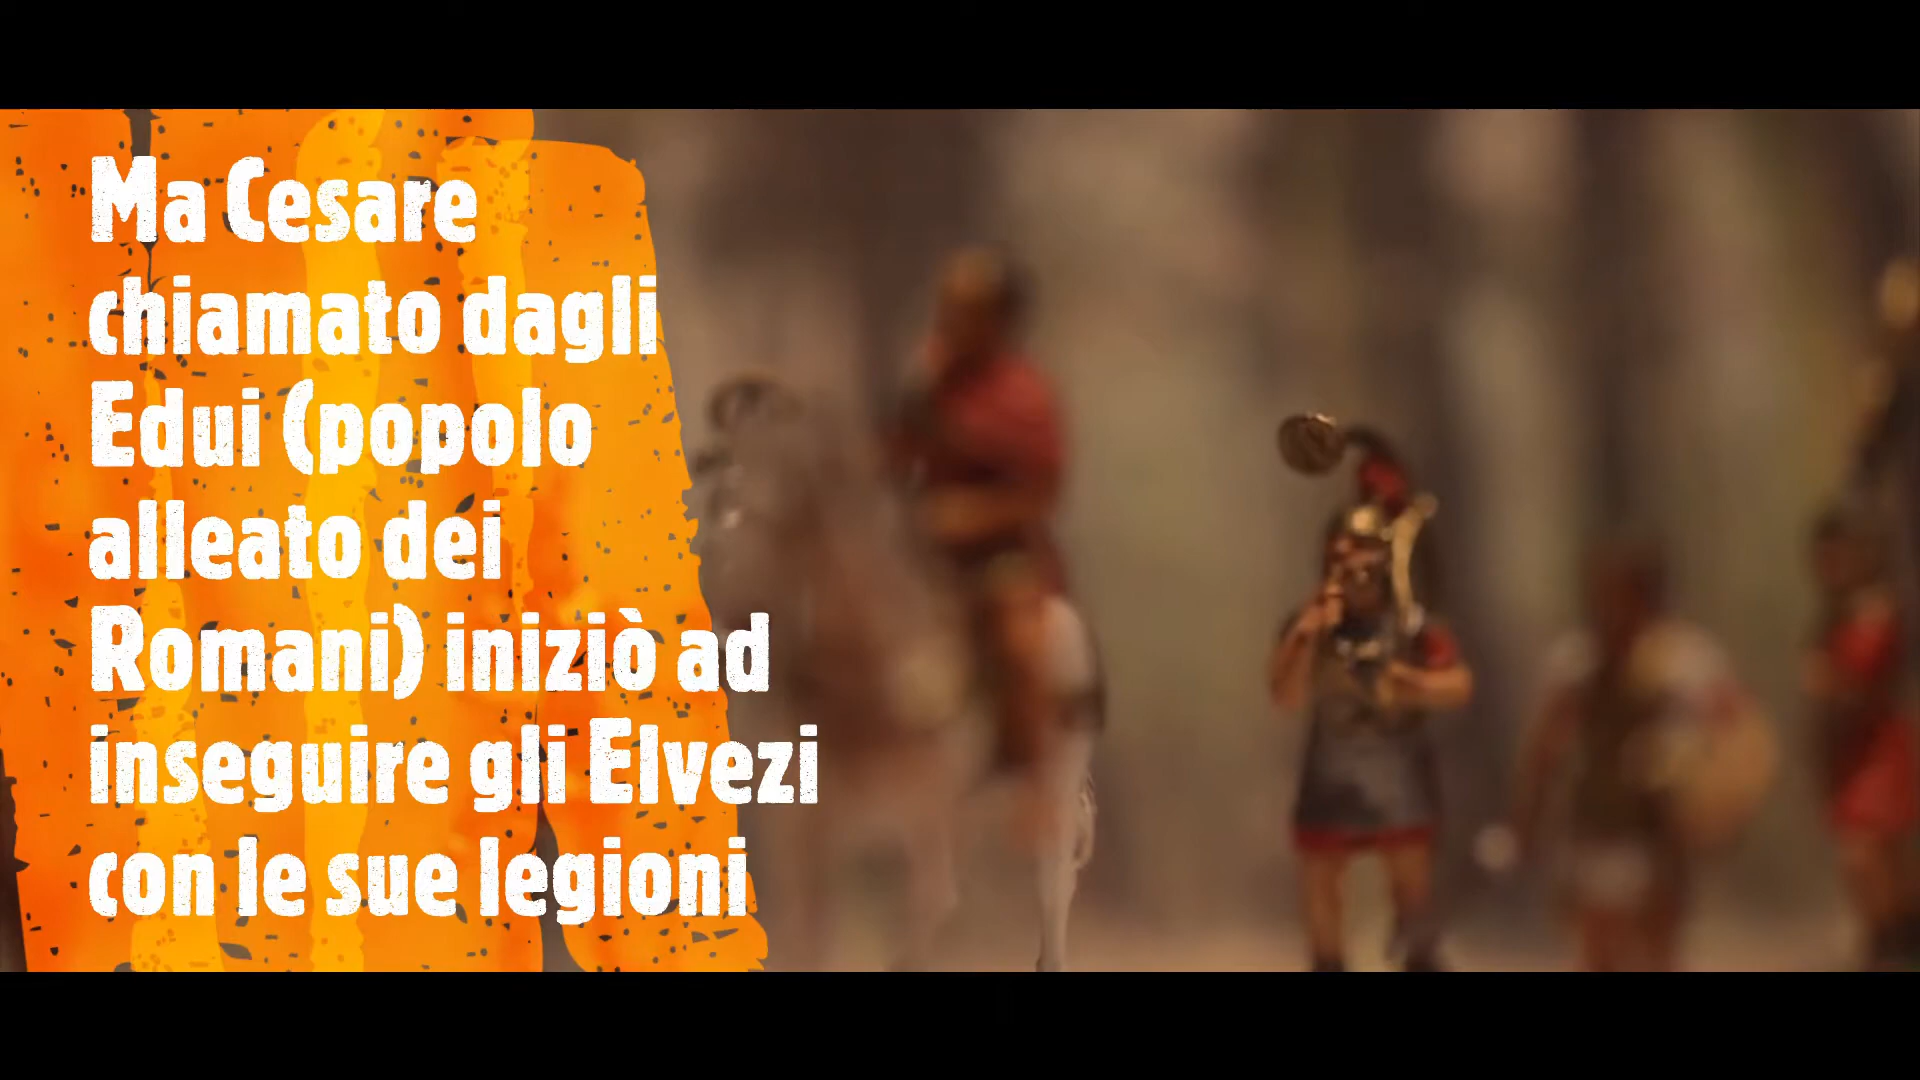 Ma Cesare
chiamato dagli
Edui (popolo
alleato dei
Romani) iniziò ad
inseguire gli Elvezi
con le sue legioni